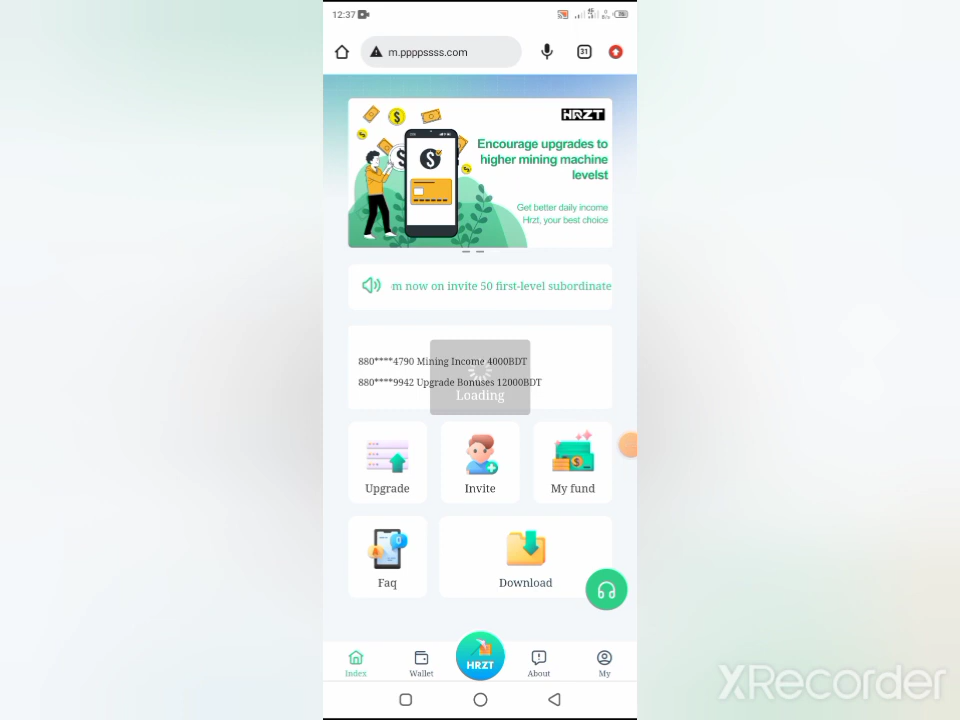 12:37
m.ppppssss.com
31
HRZT
Encourage upgrades to
higher mining machine
levelst
Get better daily income
Hrzt, your best choice
m now on invite 50 first-level subordinate
880****4790 Mining Income 4000BDT
880****9942 Upgrade Bonuses 12000BDT
Loading
Upgrade
Invite
My fund
Faq
Download
HRZT
Index
Wallet
About
My
XRecorder